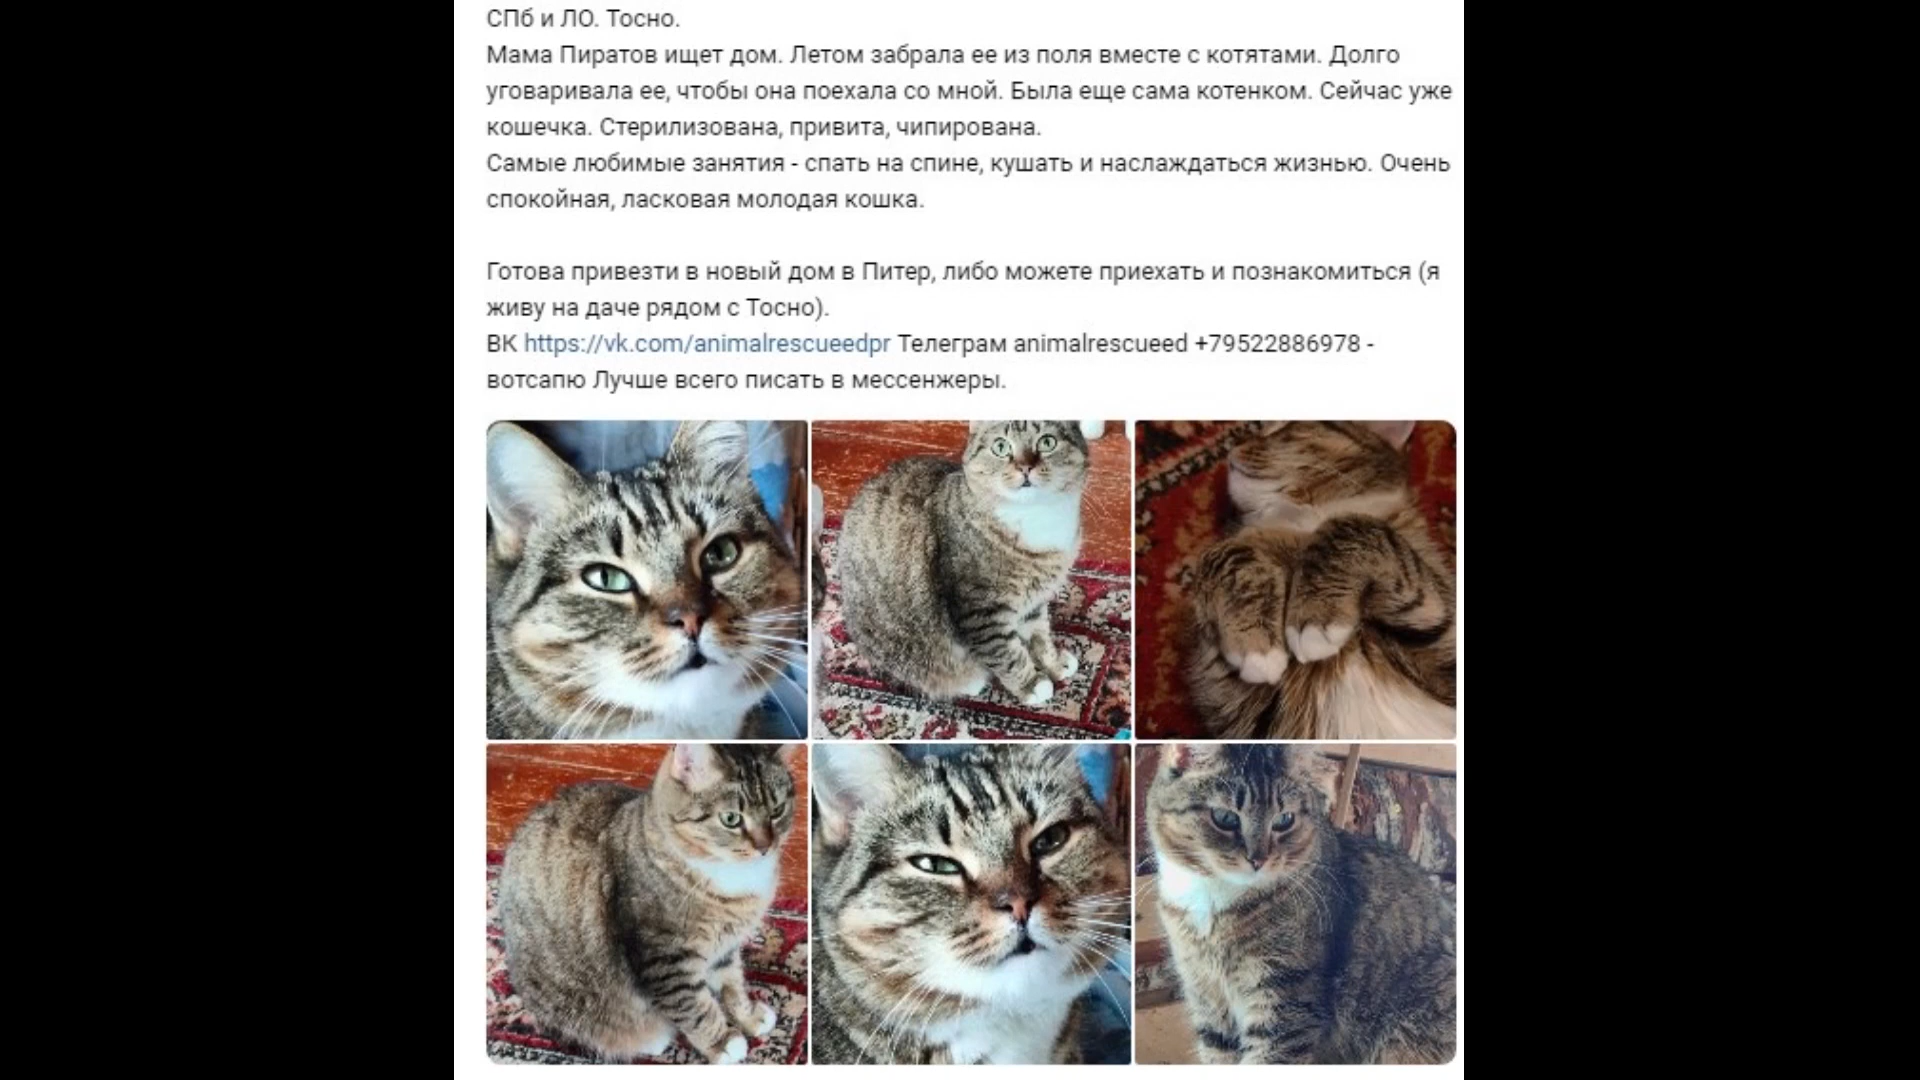 СПб и ЛО. Тосно.
Мама Пиратов ищет дом. Летом забрала ее из поля вместе с котятами. Долго
уговаривала ее, чтобы она поехала со мной. Была еще сама котенком. Сейчас уже
кошечка. Стерилизована, привита, чипирована.
Самые любимые занятия - спать на спине, кушать и наслаждаться жизнью. Очень
спокойная, ласковая молодая кошка.
Готова привезти в новый дом в Питер, либо можете приехать и познакомиться (я
живу на даче рядом с Тосно).
ВК https://vk.com/animalrescueedpr Телеграм animalrescueed +79522886978 -
вотсапю Лучше всего писать в мессенжеры.